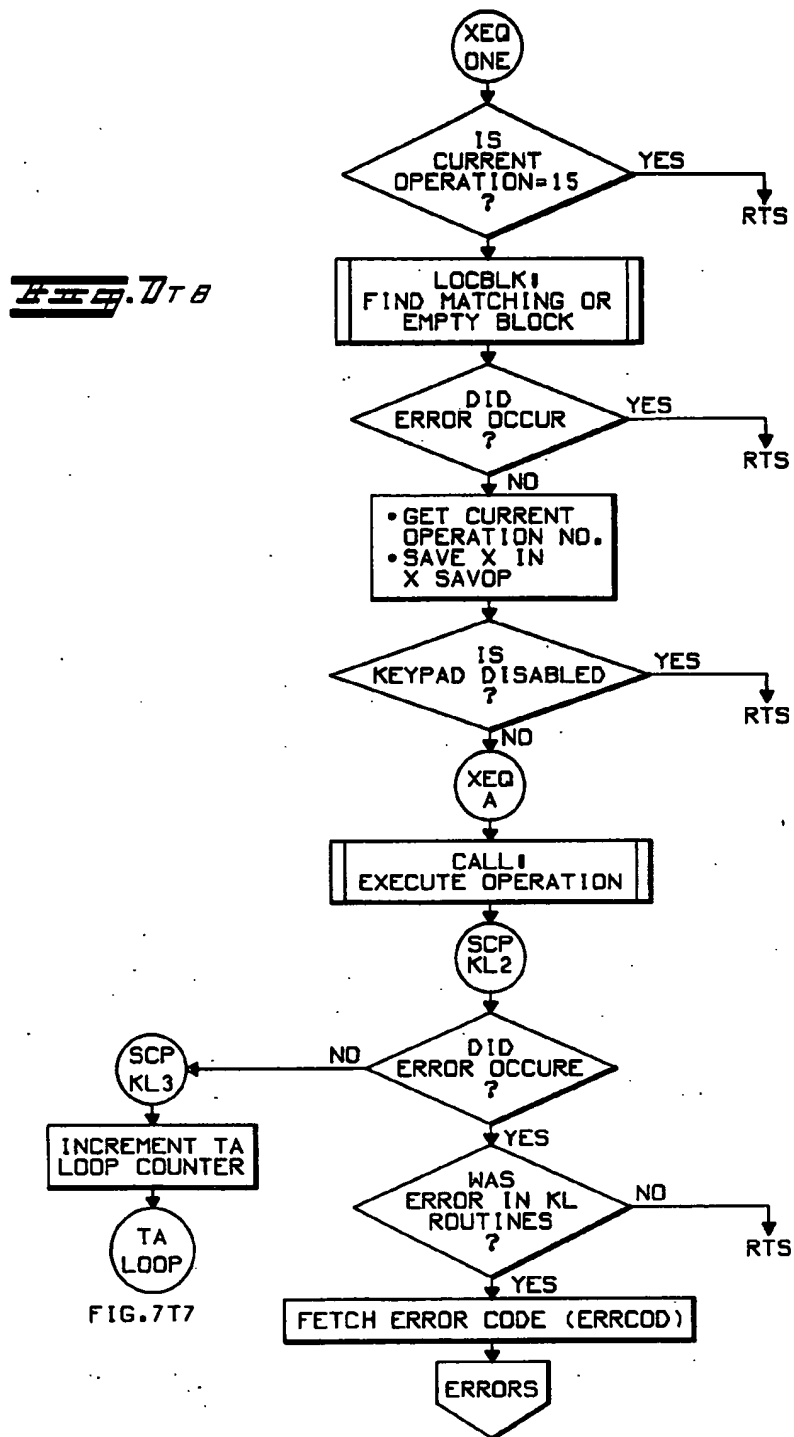 XEQ
ONE
IS
CURRENT
OPERATION=15
?
YES
RTS
Fig. 7T8
LOCBLK:
FIND MATCHING OR
EMPTY BLOCK
DID
ERROR OCCUR
?
YES
RTS
NO
• GET CURRENT
OPERATION NO.
• SAVE X IN
X SAVOP
IS
KEYPAD DISABLED
?
YES
RTS
NO
XEQ
A
CALL:
EXECUTE OPERATION
SCP
KL2
DID
ERROR OCCURE
?
NO
SCP
KL3
INCREMENT TA
LOOP COUNTER
TA
LOOP
FIG.7T7
YES
WAS
ERROR IN KL
ROUTINES
?
NO
RTS
YES
FETCH ERROR CODE (ERRCOD)
ERRORS